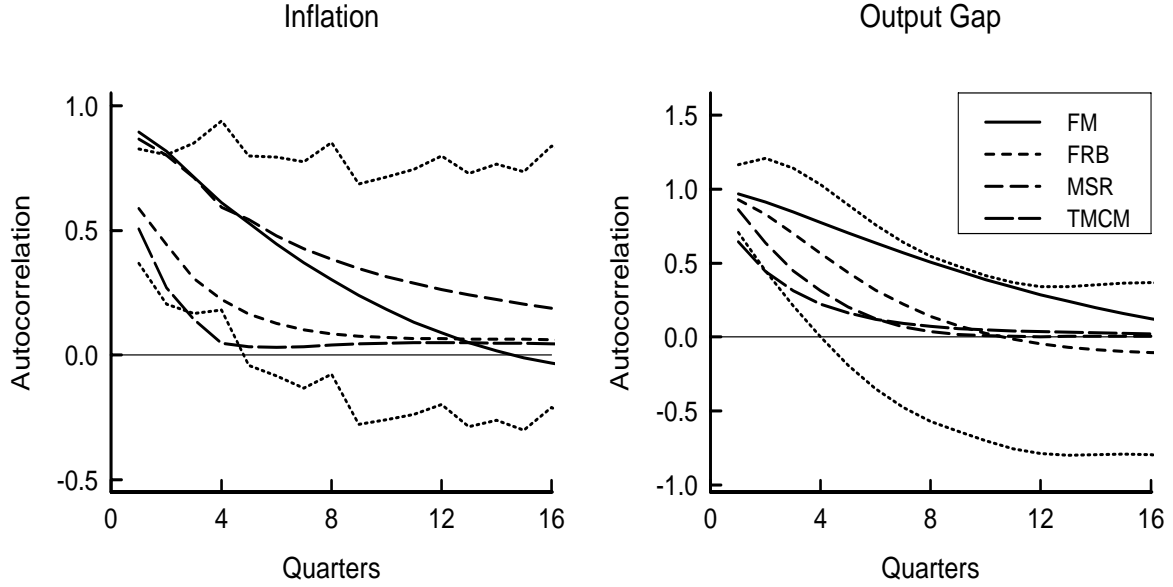 Inflation
Autocorrelation
1.0
0.5
0.0
-0.5
0
4
8
12
16
Quarters
Output Gap
Autocorrelation
1.5
1.0
0.5
0.0
-0.5
-1.0
0
4
8
12
16
Quarters
FM
FRB
MSR
TMCM